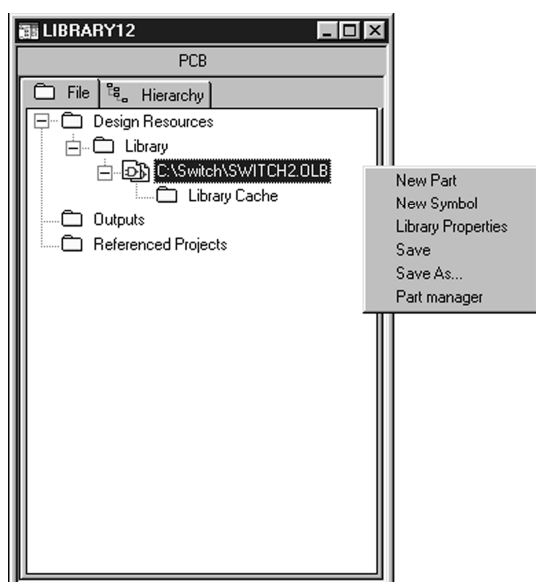 LIBRARY12
PCB
File
Hierarchy
Design Resources
Library
C:\Switch\SWITCH2.OLB
Library Cache
Outputs
Referenced Projects
New Part
New Symbol
Library Properties
Save
Save As...
Part manager